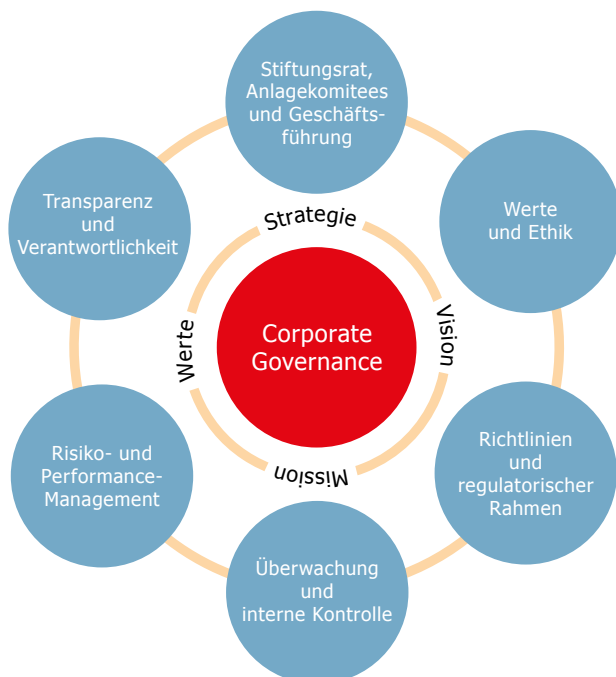 Stiftungsrat,
Anlagekomitees
und Geschäfts-
führung
Transparenz
und
Verantwortlichkeit
Werte
und Ethik
Strategie
Werte
Corporate
Governance
Vision
Mission
Risiko- und
Performance-
Management
Richtlinien
und
regulatorischer
Rahmen
Überwachung
und
interne Kontrolle